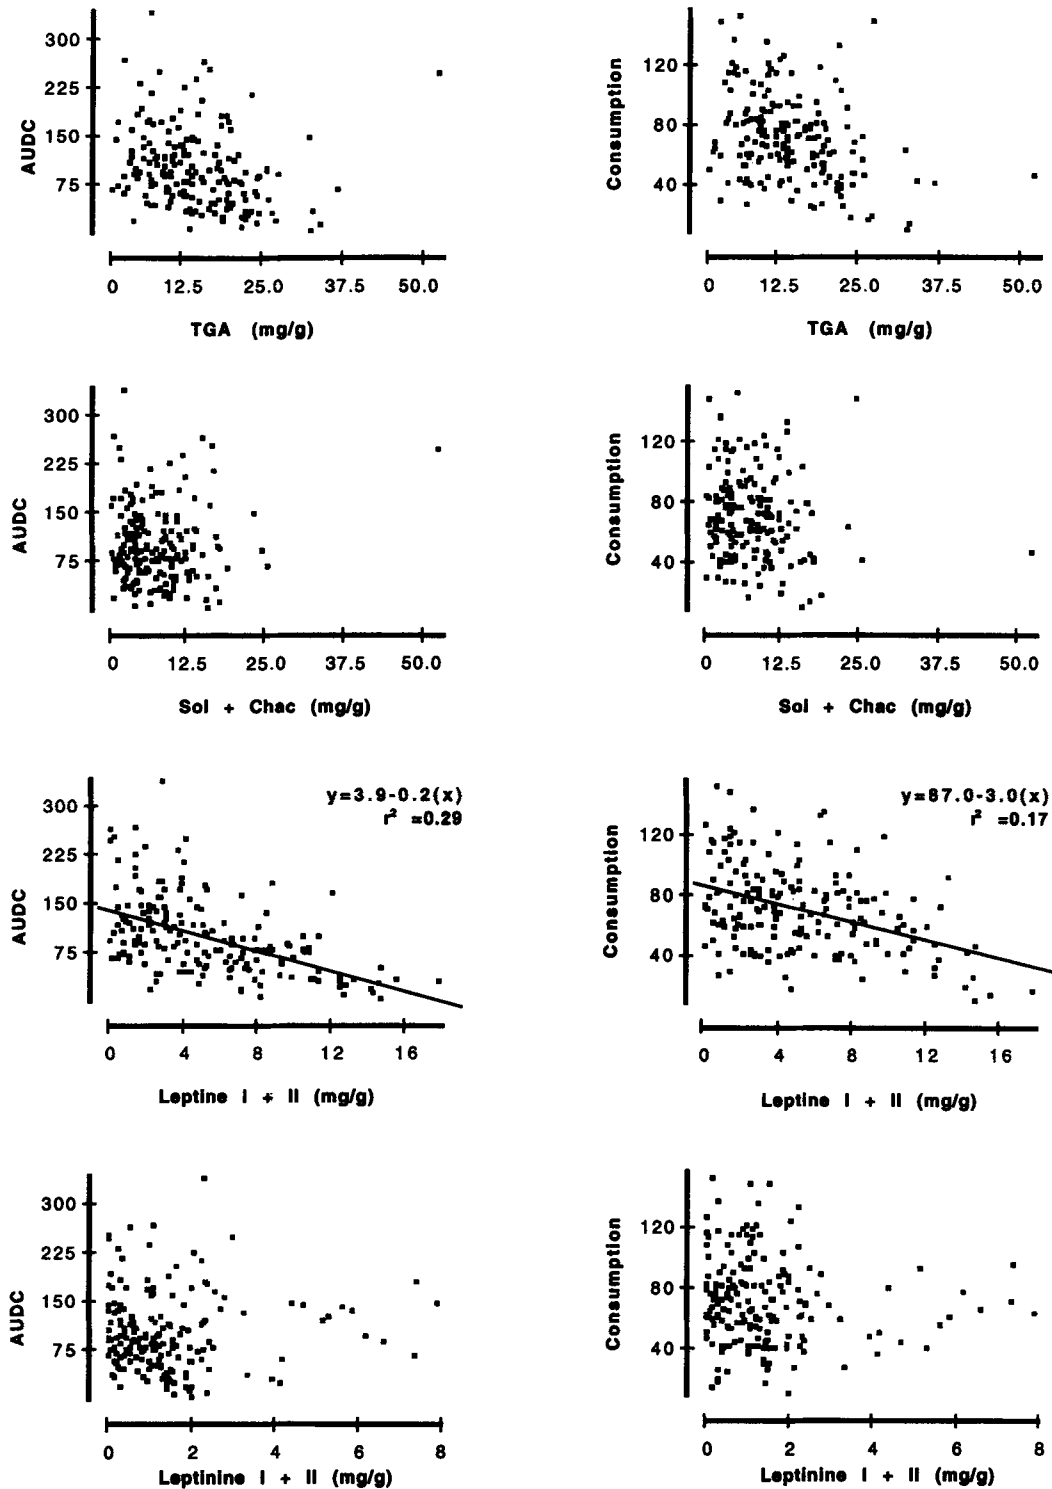 300
225
150
75
AUDC
0 12.5 25.0 37.5 50.0
TGA (mg/g)
120
80
40
Consumption
0 12.5 25.0 37.5 50.0
TGA (mg/g)
300
225
150
75
AUDC
0 12.5 25.0 37.5 50.0
Sol + Chac (mg/g)
120
80
40
Consumption
0 12.5 25.0 37.5 50.0
Sol + Chac (mg/g)
y=3.9-0.2(x)
r² =0.29
300
225
150
75
AUDC
0 4 8 12 16
Leptine I + II (mg/g)
y=87.0-3.0(x)
r² =0.17
120
80
40
Consumption
0 4 8 12 16
Leptine I + II (mg/g)
300
225
150
75
AUDC
0 2 4 6 8
Leptinine I + II (mg/g)
120
80
40
Consumption
0 2 4 6 8
Leptinine I + II (mg/g)